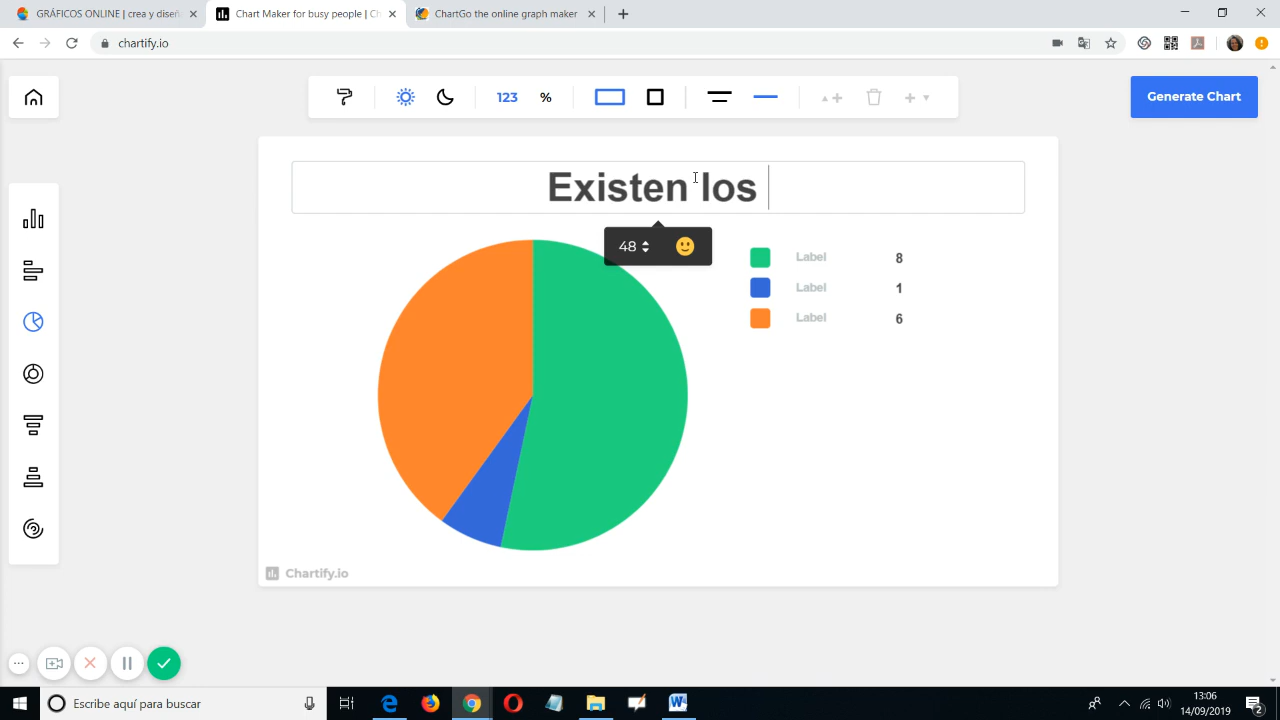 GRÁFICOS ONLINE | crea y diseñ
Chart Maker for busy people | Ch
ChartGo the online graph maker
chartify.io
123
%
Generate Chart
Existen los
48
Label 8
Label 1
Label 6
Chartify.io
Escribe aquí para buscar
13:06
14/09/2019
2